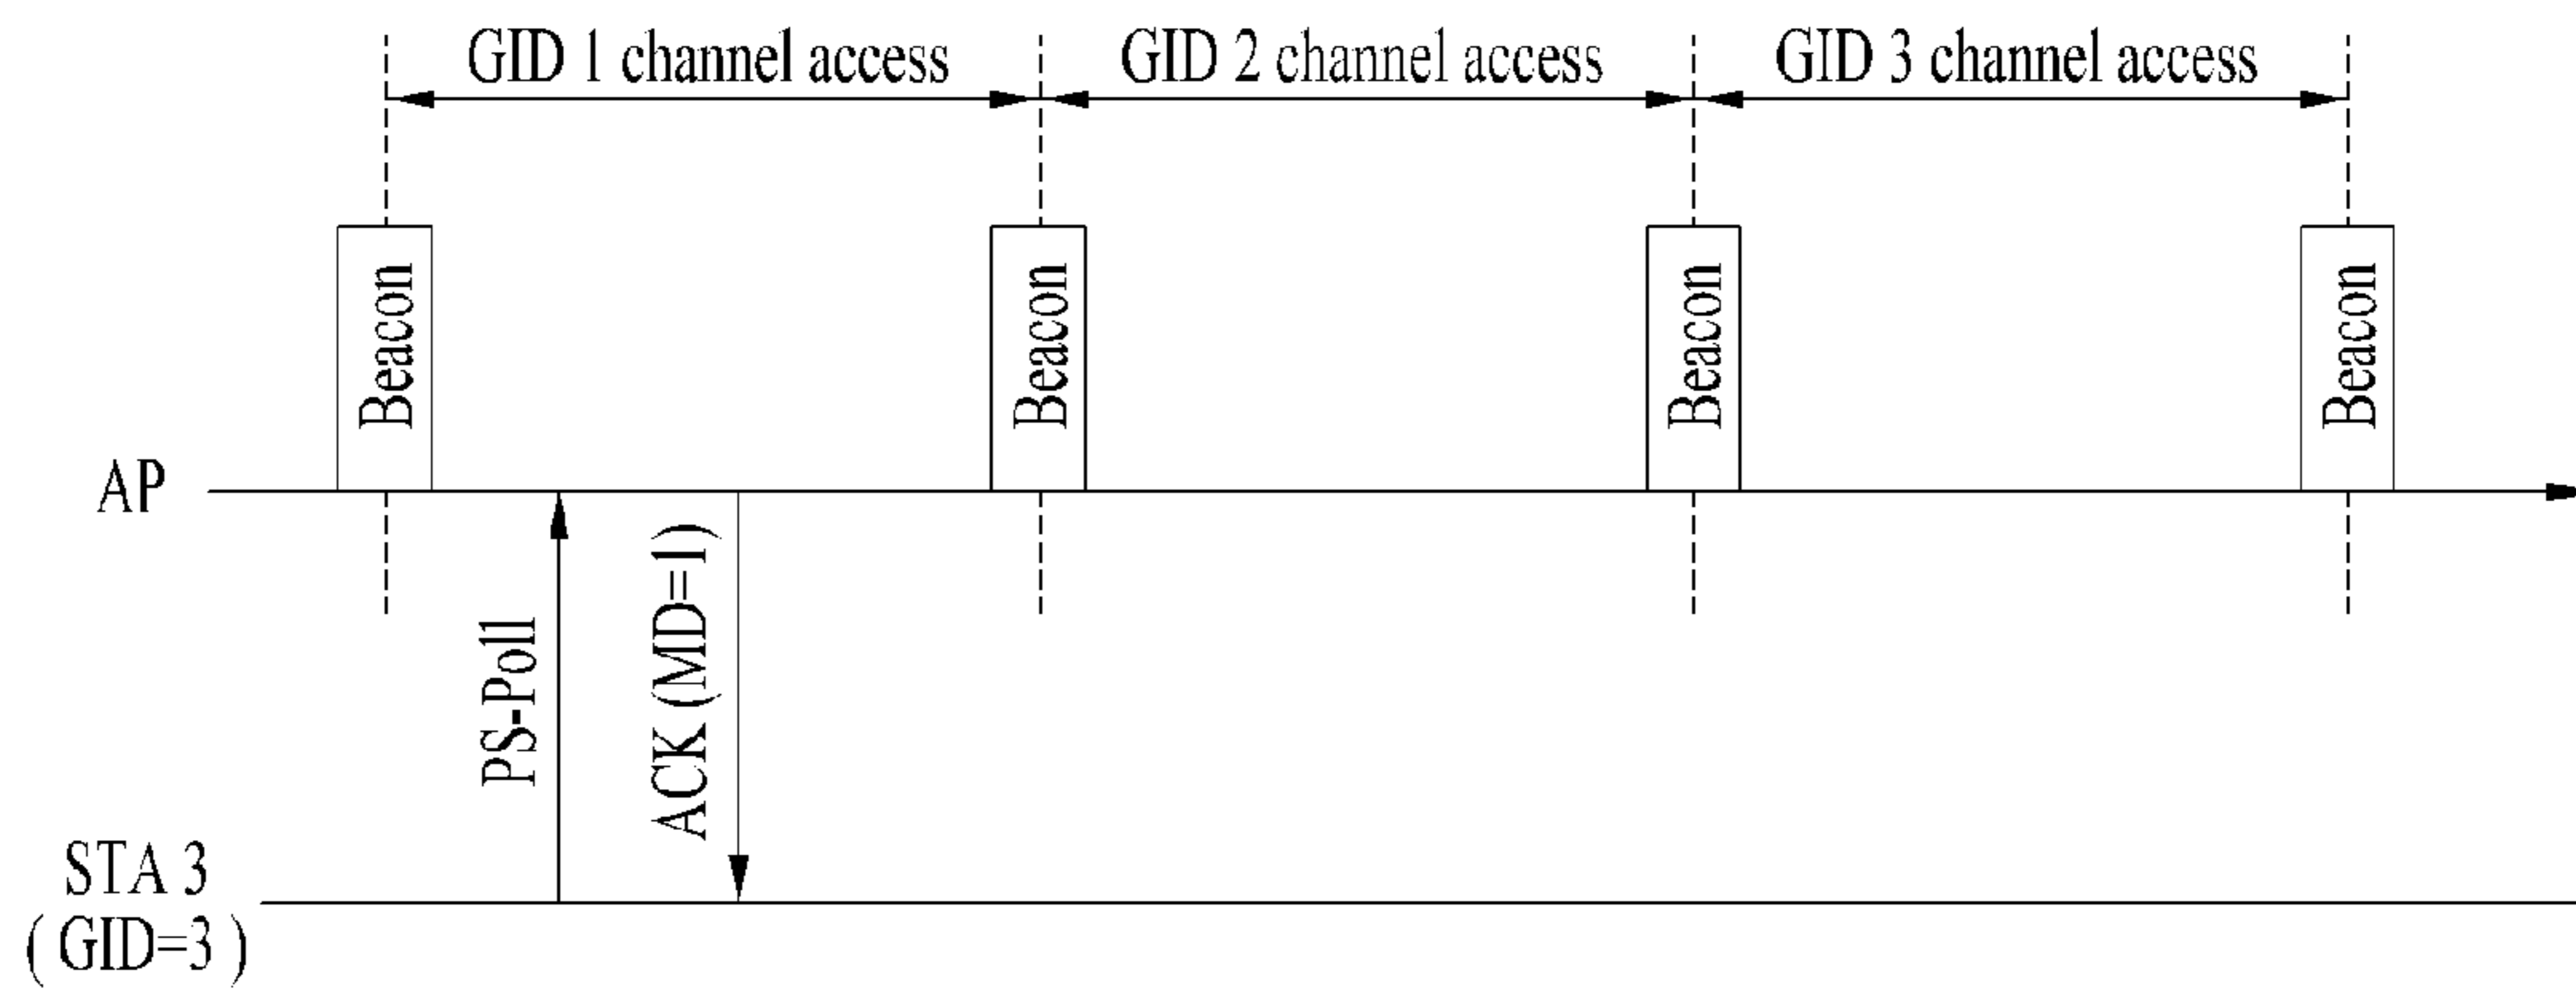 GID 1 channel access
GID 2 channel access
GID 3 channel access
Beacon
Beacon
Beacon
Beacon
AP
PS-Poll
ACK (MD=1)
STA 3
( GID=3 )